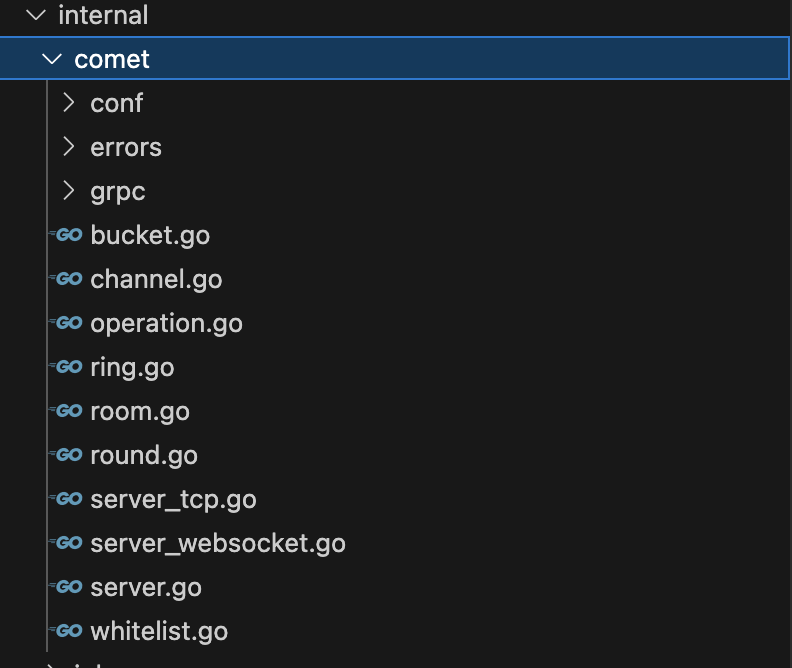 internal
comet
conf
errors
grpc
GO bucket.go
GO channel.go
GO operation.go
GO ring.go
GO room.go
GO round.go
GO server_tcp.go
GO server_websocket.go
GO server.go
GO whitelist.go